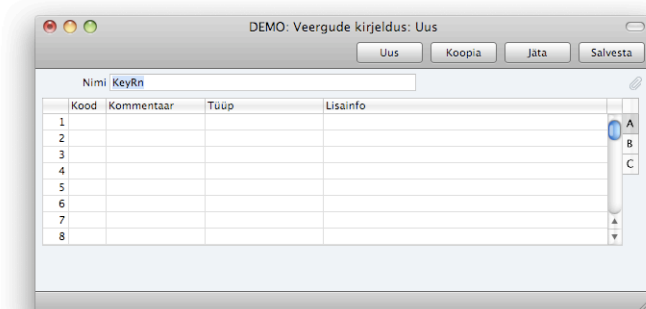 DEMO: Veergude kirjeldus: Uus
Uus Koopia Jäta Salvesta
Nimi KeyRn
Kood Kommentaar Tüüp Lisainfo
1 A
2 B
3 C
4
5
6
7
8